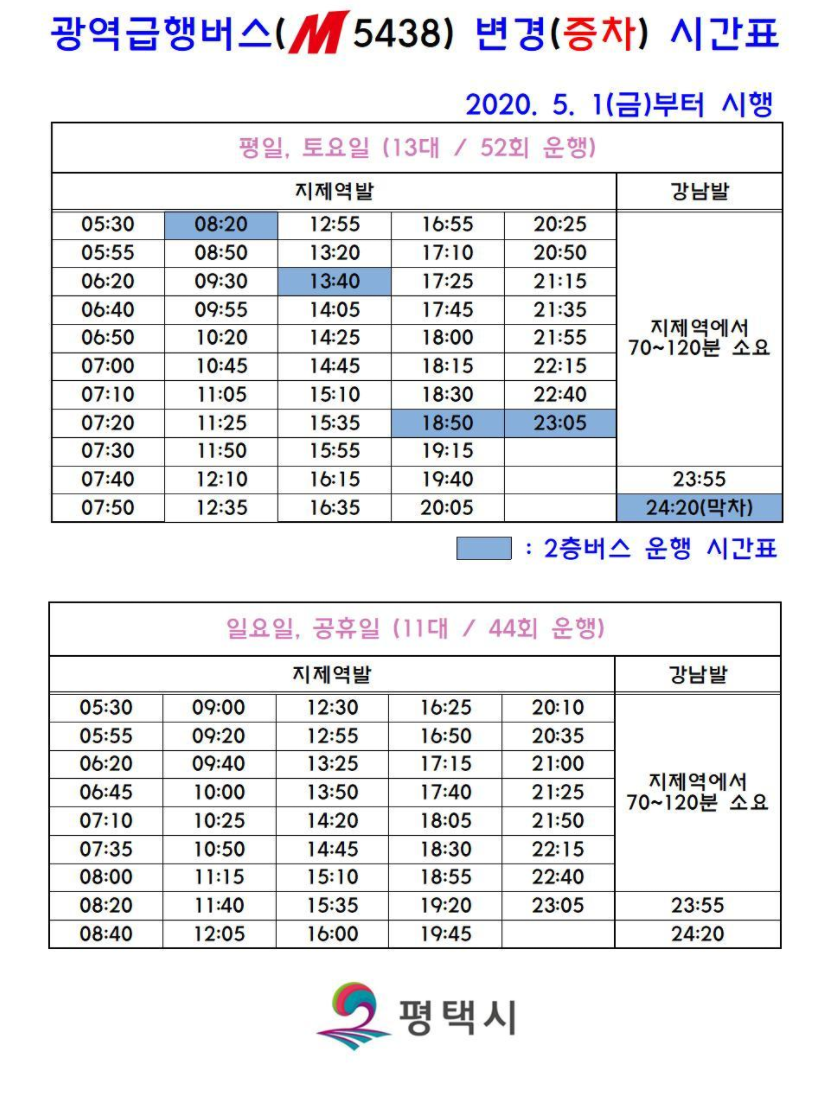 광역급행버스(M5438) 변경(증차) 시간표
2020. 5. 1(금)부터 시행
평일, 토요일 (13대 / 52회 운행)
지제역발 강남발
05:30 08:20 12:55 16:55 20:25
05:55 08:50 13:20 17:10 20:50
06:20 09:30 13:40 17:25 21:15
06:40 09:55 14:05 17:45 21:35
지제역에서
06:50 10:20 14:25 18:00 21:55
70~120분 소요
07:00 10:45 14:45 18:15 22:15
07:10 11:05 15:10 18:30 22:40
07:20 11:25 15:35 18:50 23:05
07:30 11:50 15:55 19:15
07:40 12:10 16:15 19:40 23:55
07:50 12:35 16:35 20:05 24:20(막차)
: 2층버스 운행 시간표
일요일, 공휴일 (11대 / 44회 운행)
지제역발 강남발
05:30 09:00 12:30 16:25 20:10
05:55 09:20 12:55 16:50 20:35
06:20 09:40 13:25 17:15 21:00
지제역에서
06:45 10:00 13:50 17:40 21:25
70~120분 소요
07:10 10:25 14:20 18:05 21:50
07:35 10:50 14:45 18:30 22:15
08:00 11:15 15:10 18:55 22:40
08:20 11:40 15:35 19:20 23:05 23:55
08:40 12:05 16:00 19:45 24:20
평택시